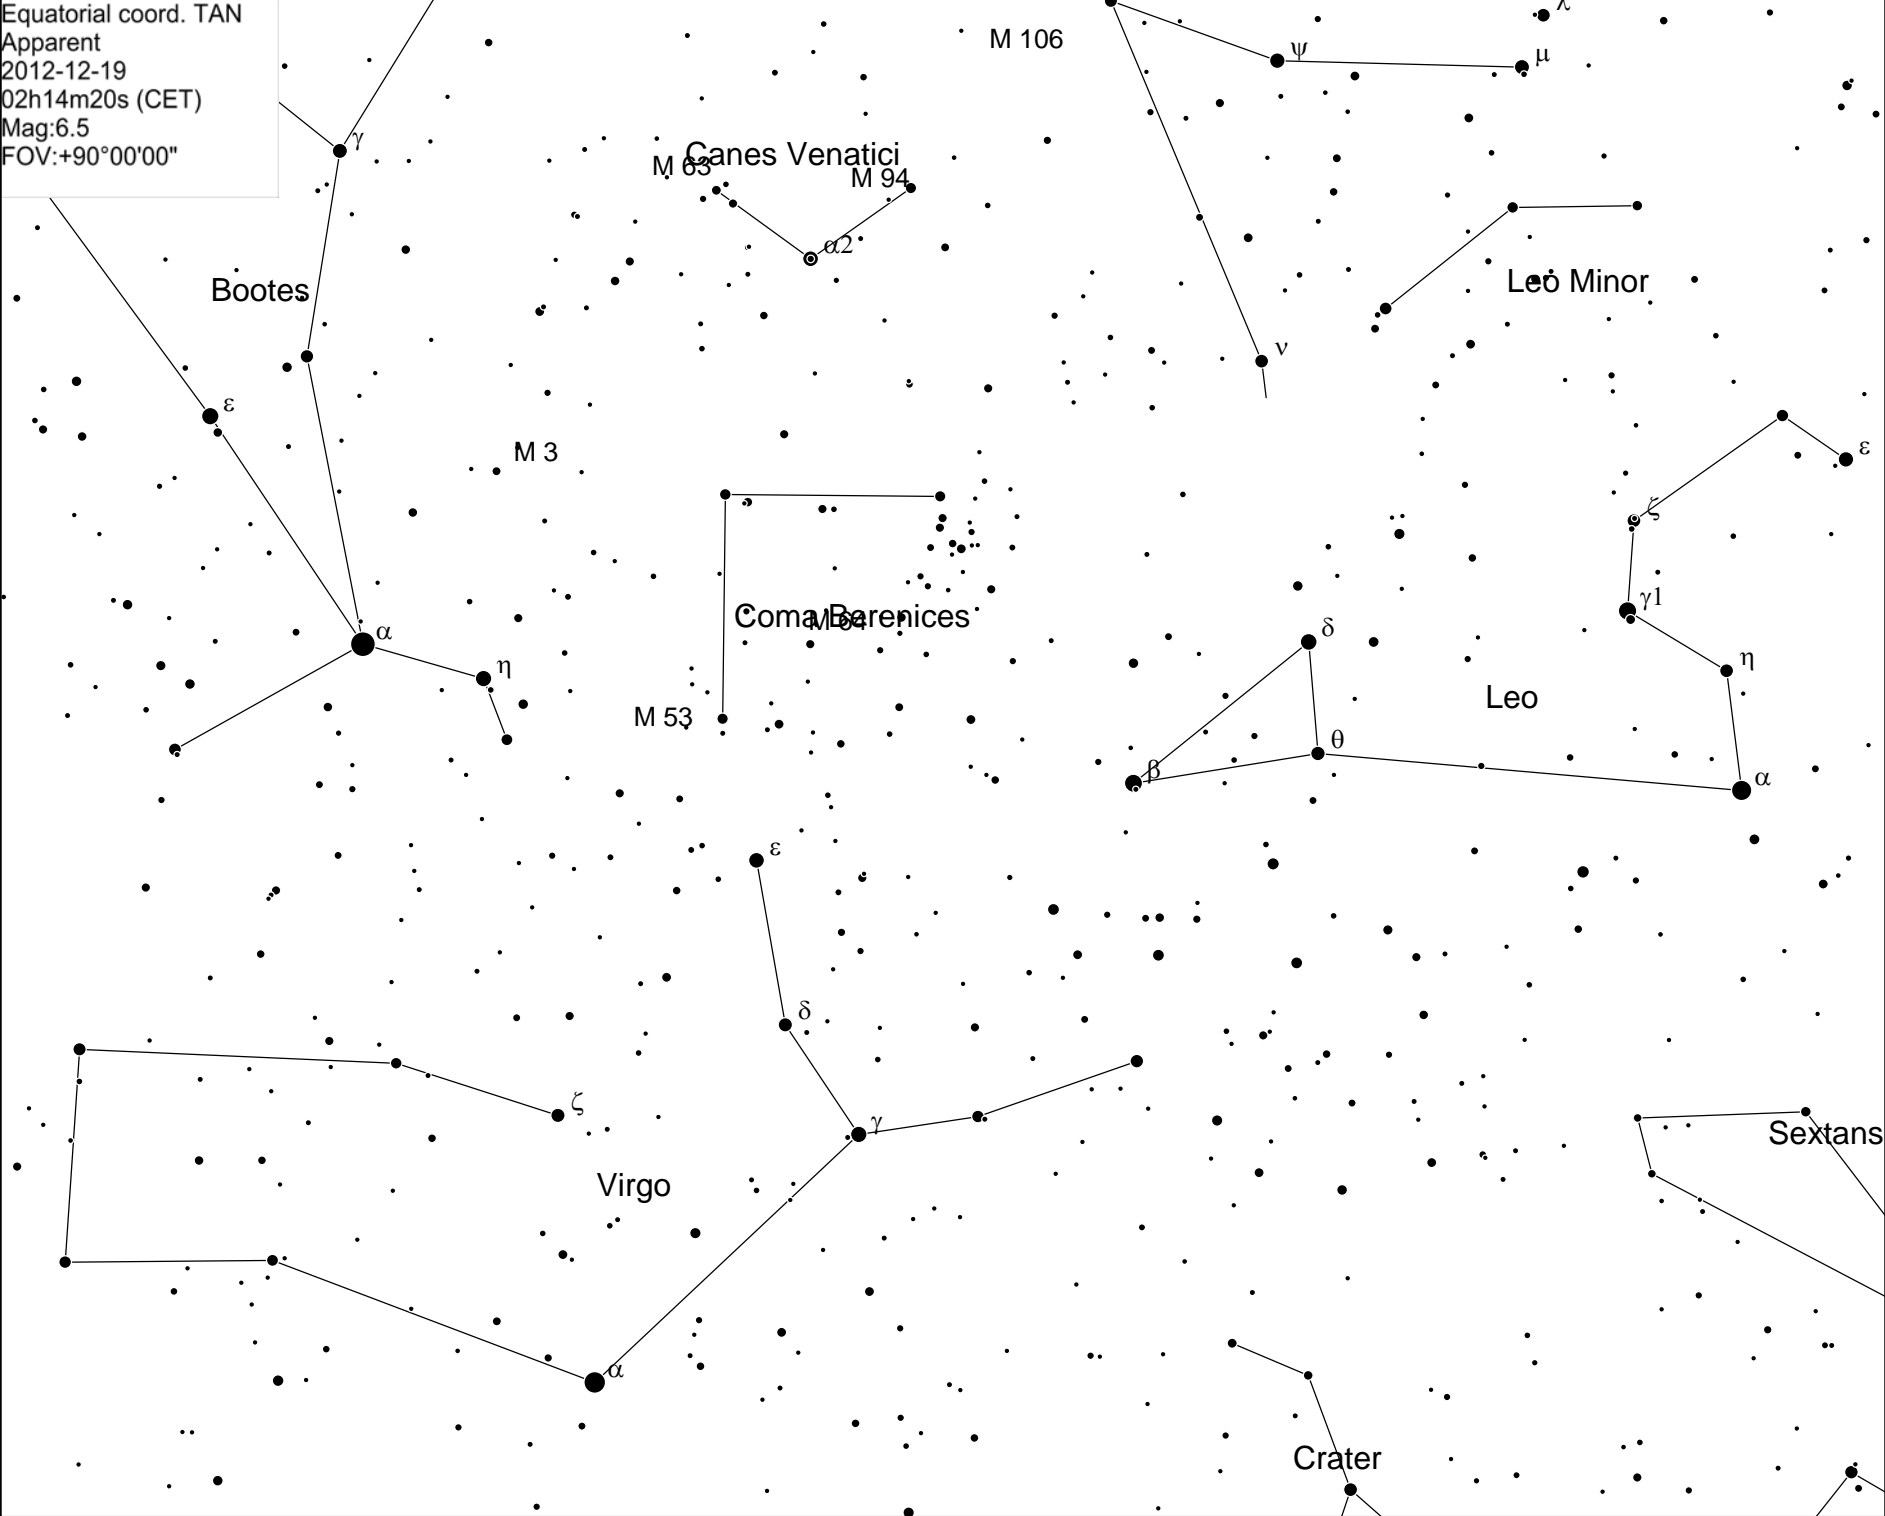 Equatorial coord. TAN
Apparent
2012-12-19
02h14m20s (CET)
Mag:6.5
FOV:+90°00'00"
λ
M 106
ψ
μ
γ
Canes Venatici
M 63
M 94
α2
Bootes
Leo Minor
ν
ε
ε
M 3
ζ
γ1
Coma Berenices
M 64
α
δ
η
η
Leo
M 53
θ
β
α
ε
δ
ζ
γ
Sextans
Virgo
α
Crater